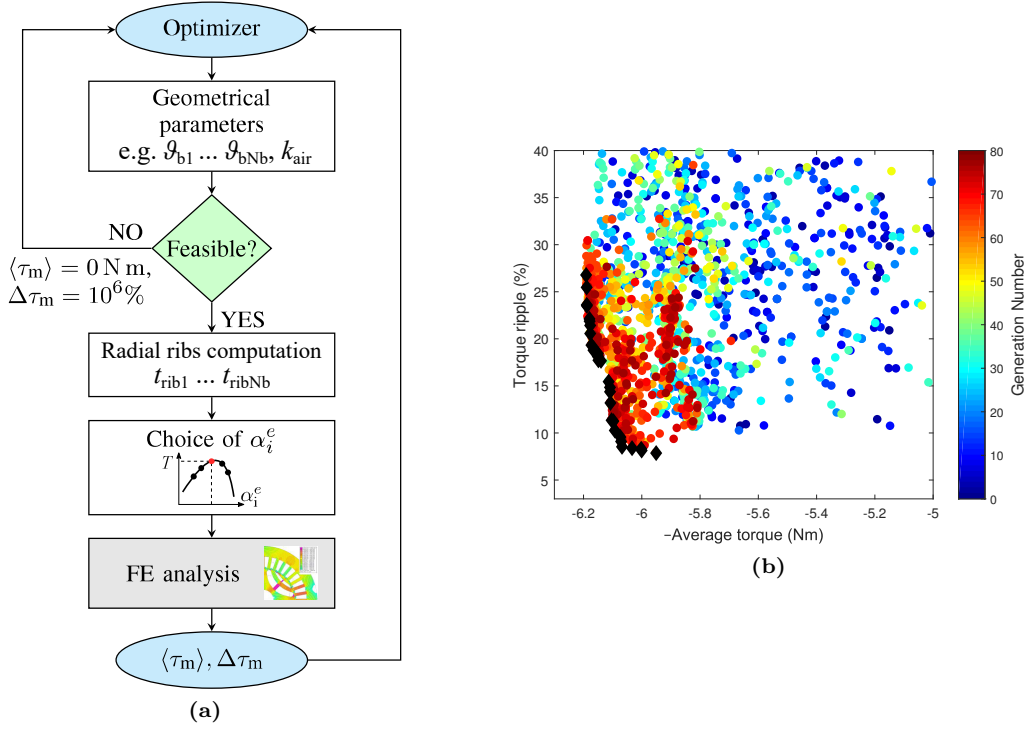 Optimizer
Geometrical
parameters
e.g. ϑb1 ... ϑbNb, kair
NO
Feasible?
⟨τm⟩ = 0 N m,
Δτm = 10^6%
YES
Radial ribs computation
trib1 ... tribNb
Choice of α_i^e
T
α_i^e
FE analysis
⟨τm⟩, Δτm
(a)
40
35
30
25
20
15
10
5
Torque ripple (%)
-6.2 -6 -5.8 -5.6 -5.4 -5.2 -5
−Average torque (Nm)
80
70
60
50
40
30
20
10
0
Generation Number
(b)